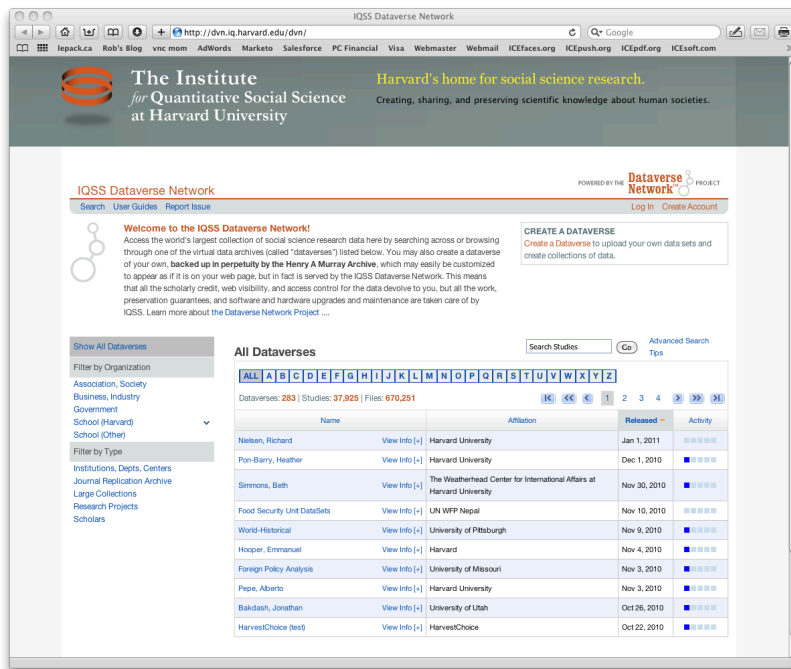 IQSS Dataverse Network
http://dvn.iq.harvard.edu/dvn/
Google
lepack.ca Rob's Blog vnc mom AdWords Marketo Salesforce PC Financial Visa Webmaster Webmail ICEfaces.org ICEpush.org ICEpdf.org ICEsoft.com
The Institute
for Quantitative Social Science
at Harvard University
Harvard's home for social science research.
Creating, sharing, and preserving scientific knowledge about human societies.
IQSS Dataverse Network
POWERED BY THE Dataverse Network™ PROJECT
Search User Guides Report Issue
Log In Create Account
Welcome to the IQSS Dataverse Network!
Access the world's largest collection of social science research data here by searching across or browsing
through one of the virtual data archives (called "dataverses") listed below. You may also create a dataverse
of your own, backed up in perpetuity by the Henry A Murray Archive, which may easily be customized
to appear as if it is on your web page, but in fact is served by the IQSS Dataverse Network. This means
that all the scholarly credit, web visibility, and access control for the data devolve to you, but all the work,
preservation guarantees, and software and hardware upgrades and maintenance are taken care of by
IQSS. Learn more about the Dataverse Network Project ....
CREATE A DATAVERSE
Create a Dataverse to upload your own data sets and
create collections of data.
Show All Dataverses
Filter by Organization
Association, Society
Business, Industry
Government
School (Harvard)
School (Other)
Filter by Type
Institutions, Depts, Centers
Journal Replication Archive
Large Collections
Research Projects
Scholars
All Dataverses
Search Studies
Go
Advanced Search
Tips
ALL A B C D E F G H I J K L M N O P Q R S T U V W X Y Z
Dataverses: 283 | Studies: 37,925 | Files: 670,251
1 2 3 4
Name Affiliation Released Activity
Nielsen, Richard View Info [+] Harvard University Jan 1, 2011
Pon-Barry, Heather View Info [+] Harvard University Dec 1, 2010
Simmons, Beth View Info [+] The Weatherhead Center for International Affairs at
Harvard University Nov 30, 2010
Food Security Unit DataSets View Info [+] UN WFP Nepal Nov 10, 2010
World-Historical View Info [+] University of Pittsburgh Nov 9, 2010
Hooper, Emmanuel View Info [+] Harvard Nov 4, 2010
Foreign Policy Analysis View Info [+] University of Missouri Nov 3, 2010
Pepe, Alberto View Info [+] Harvard University Nov 3, 2010
Bakdash, Jonathan View Info [+] University of Utah Oct 26, 2010
HarvestChoice (test) View Info [+] HarvestChoice Oct 22, 2010